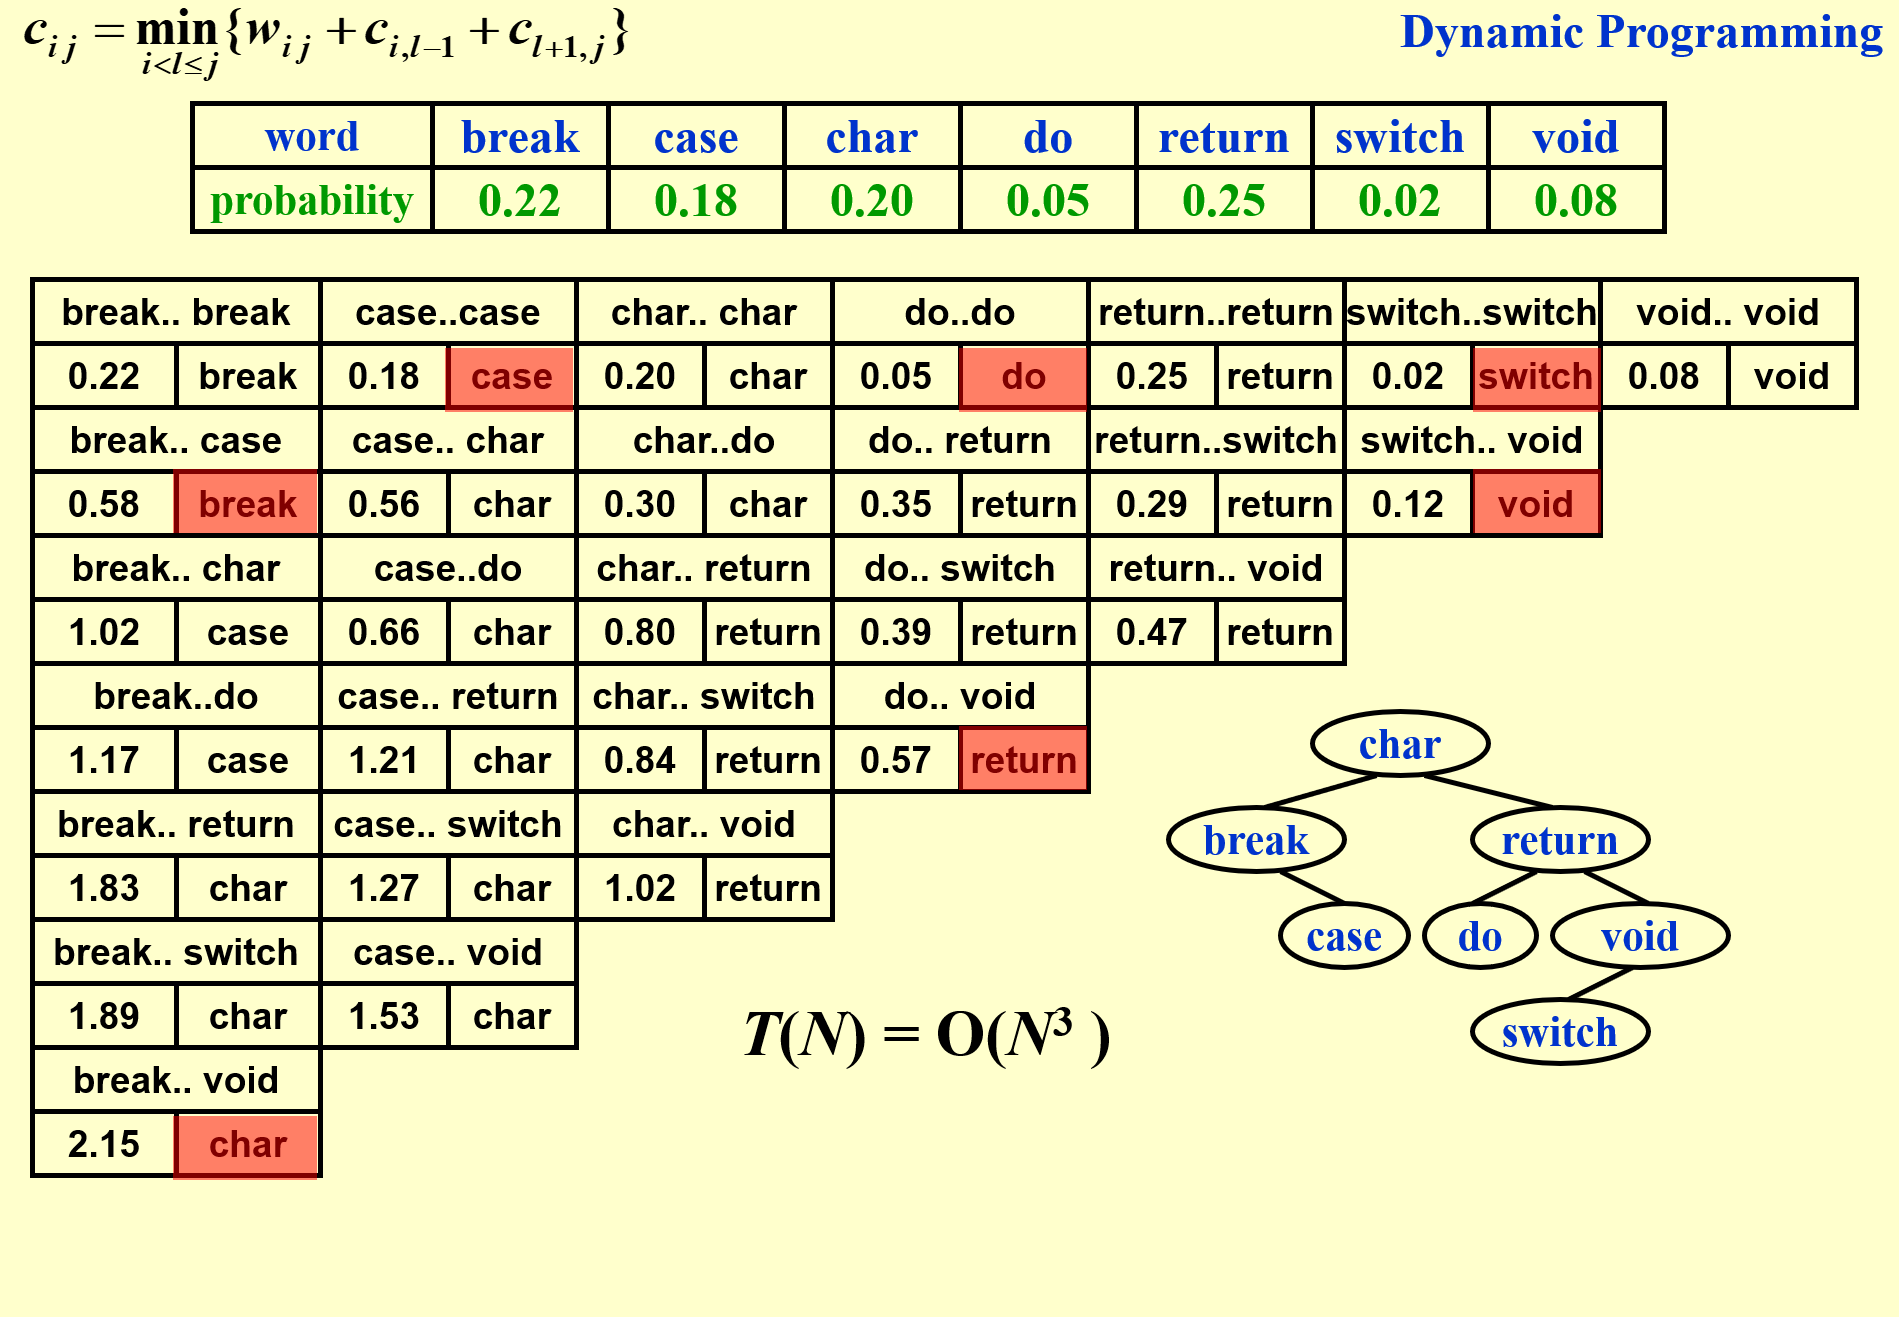 c_{ij} = min_{i<l≤j}{w_{ij} + c_{i,l−1} + c_{l+1,j}}
Dynamic Programming
word break case char do return switch void
probability 0.22 0.18 0.20 0.05 0.25 0.02 0.08
break.. break case..case char.. char do..do return..return switch..switch void.. void
0.22 break 0.18 case 0.20 char 0.05 do 0.25 return 0.02 switch 0.08 void
break.. case case.. char char..do do.. return return..switch switch.. void
0.58 break 0.56 char 0.30 char 0.35 return 0.29 return 0.12 void
break.. char case..do char.. return do.. switch return.. void
1.02 case 0.66 char 0.80 return 0.39 return 0.47 return
break..do case.. return char.. switch do.. void
1.17 case 1.21 char 0.84 return 0.57 return
break.. return case.. switch char.. void
1.83 char 1.27 char 1.02 return
break.. switch case.. void
1.89 char 1.53 char
break.. void
2.15 char
char
break return
case do void
switch
T(N) = O(N³ )